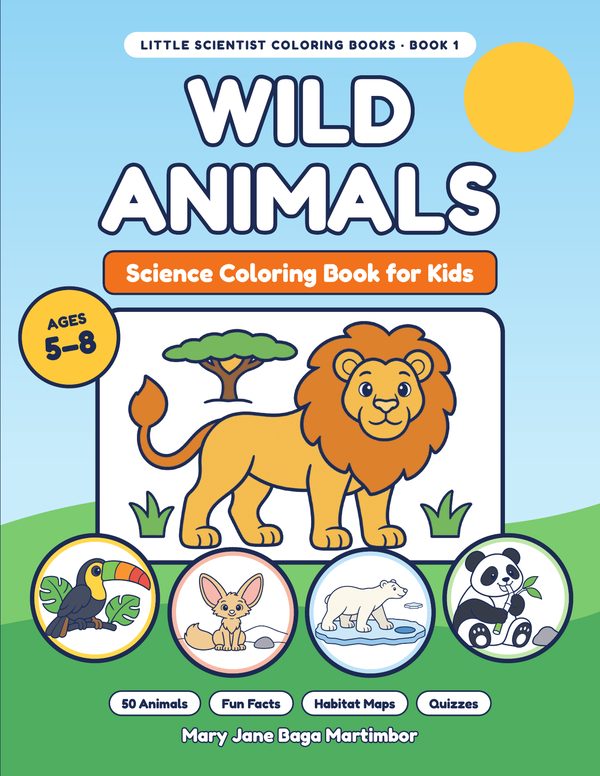 LITTLE SCIENTIST COLORING BOOKS · BOOK 1
WILD
ANIMALS
Science Coloring Book for Kids
AGES
5–8
50 Animals
Fun Facts
Habitat Maps
Quizzes
Mary Jane Baga Martimbor